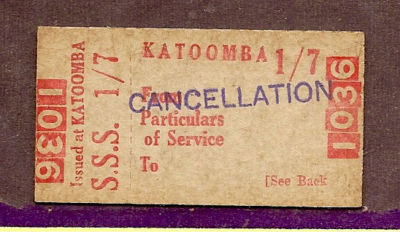 1036
Issued at KATOOMBA
S.S.S. 1/7
KATOOMBA 1/7
From
CANCELLATION
Particulars
of Service
To
[See Back
1036